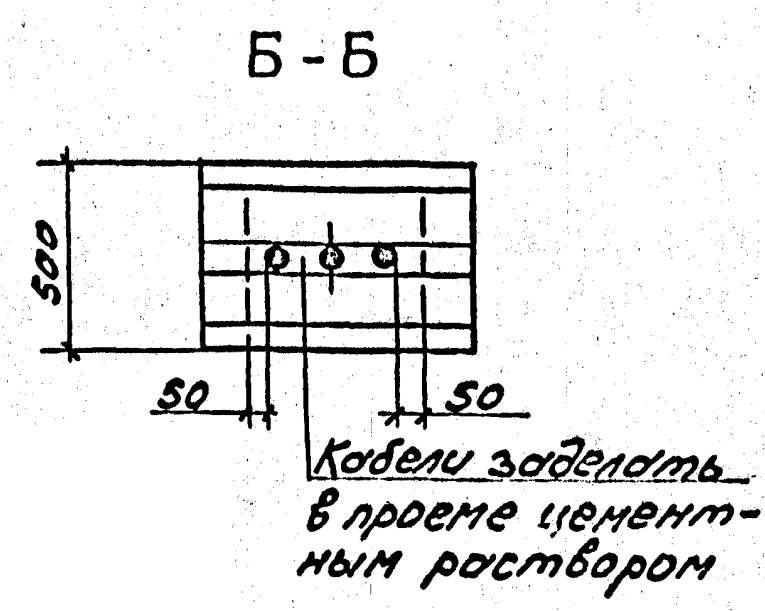 Б - Б
500
50
50
Кабели заделать
в проеме цемент-
ным раствором